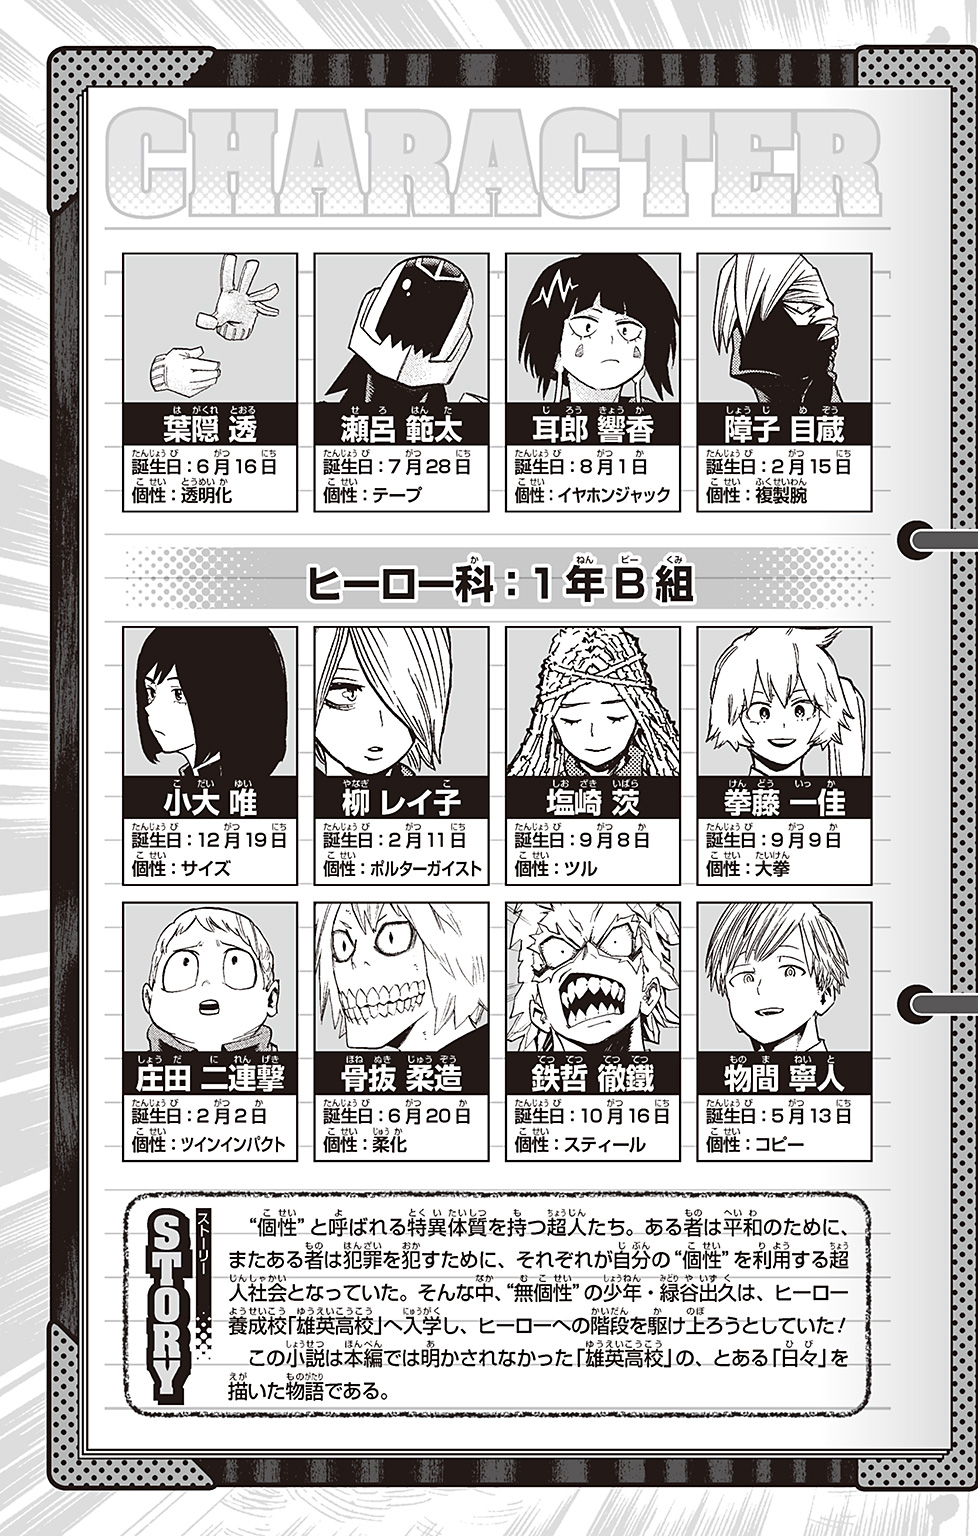 CHARACTER
葉隠 透
誕生日：6月16日
個性：透明化
瀬呂 範太
誕生日：7月28日
個性：テープ
耳郎 響香
誕生日：8月1日
個性：イヤホンジャック
障子 目蔵
誕生日：2月15日
個性：複製腕
ヒーロー科：1年B組
小大 唯
誕生日：12月19日
個性：サイズ
柳 レイ子
誕生日：2月11日
個性：ポルターガイスト
塩崎 茨
誕生日：9月8日
個性：ツル
拳藤 一佳
誕生日：9月9日
個性：大拳
庄田 二連撃
誕生日：2月2日
個性：ツインインパクト
骨抜 柔造
誕生日：6月20日
個性：柔化
鉄哲 徹鐵
誕生日：10月16日
個性：スティール
物間 寧人
誕生日：5月13日
個性：コピー
STORY
ストーリー
“個性”と呼ばれる特異体質を持つ超人たち。ある者は平和のために、
またある者は犯罪を犯すために、それぞれが自分の“個性”を利用する超
人社会となっていた。そんな中、“無個性”の少年・緑谷出久は、ヒーロー
養成校「雄英高校」へ入学し、ヒーローへの階段を駆け上ろうとしていた！
この小説は本編では明かされなかった「雄英高校」の、とある「日々」を
描いた物語である。